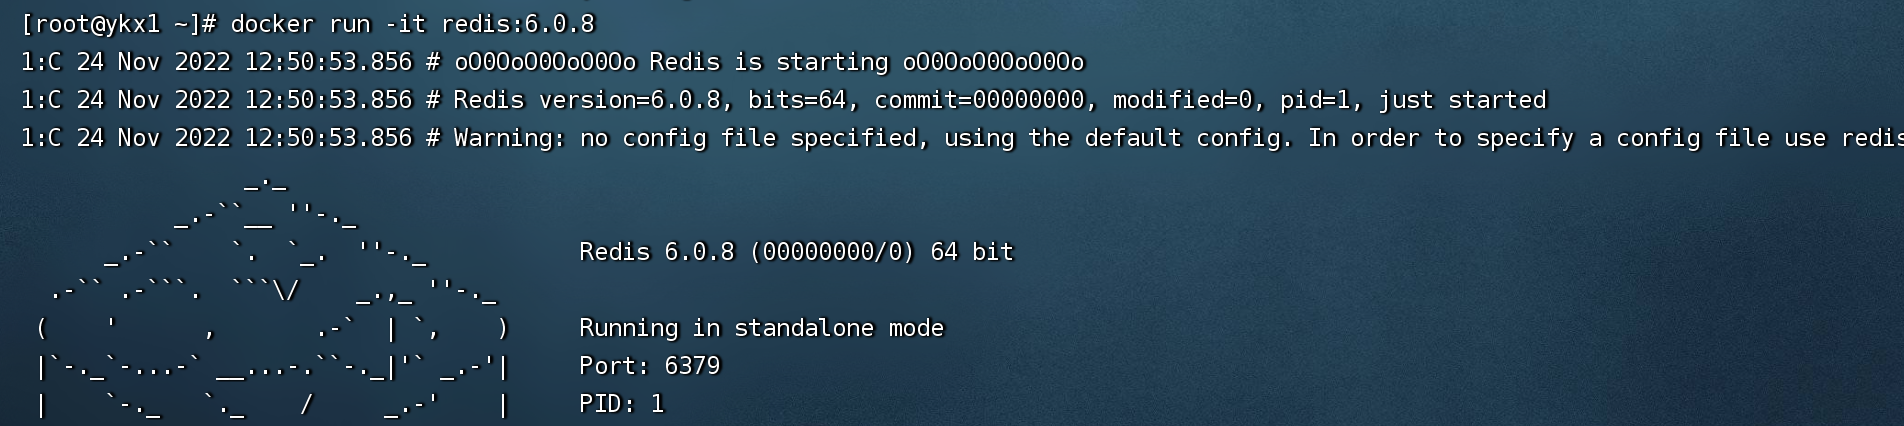 [root@ykx1 ~]# docker run -it redis:6.0.8
1:C 24 Nov 2022 12:50:53.856 # oO0OoO0OoO0Oo Redis is starting oO0OoO0OoO0Oo
1:C 24 Nov 2022 12:50:53.856 # Redis version=6.0.8, bits=64, commit=00000000, modified=0, pid=1, just started
1:C 24 Nov 2022 12:50:53.856 # Warning: no config file specified, using the default config. In order to specify a config file use redis
Redis 6.0.8 (00000000/0) 64 bit
Running in standalone mode
Port: 6379
PID: 1